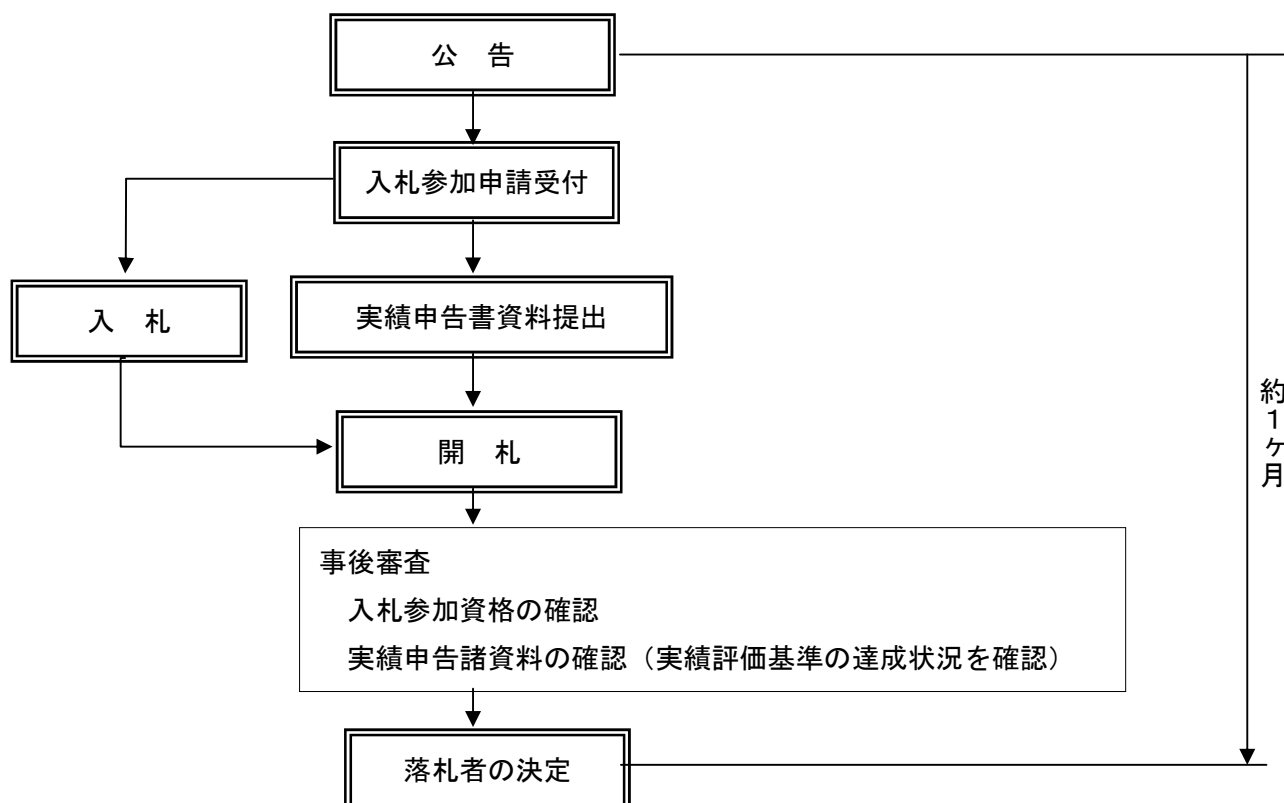 公　告
入札参加申請受付
入　札
実績申告書資料提出
開　札
約１ヶ月
事後審査
入札参加資格の確認
実績申告諸資料の確認（実績評価基準の達成状況を確認）
落札者の決定